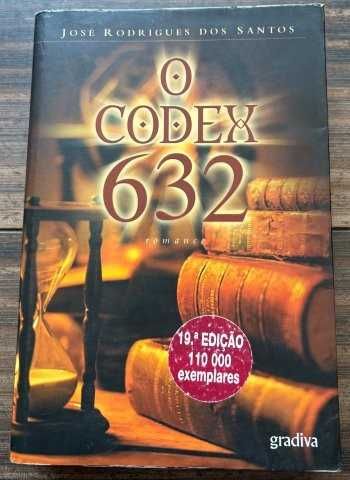 JOSÉ RODRIGUES DOS SANTOS
O
CODEX
632
romance
19.ª EDIÇÃO
110 000
exemplares
gradiva